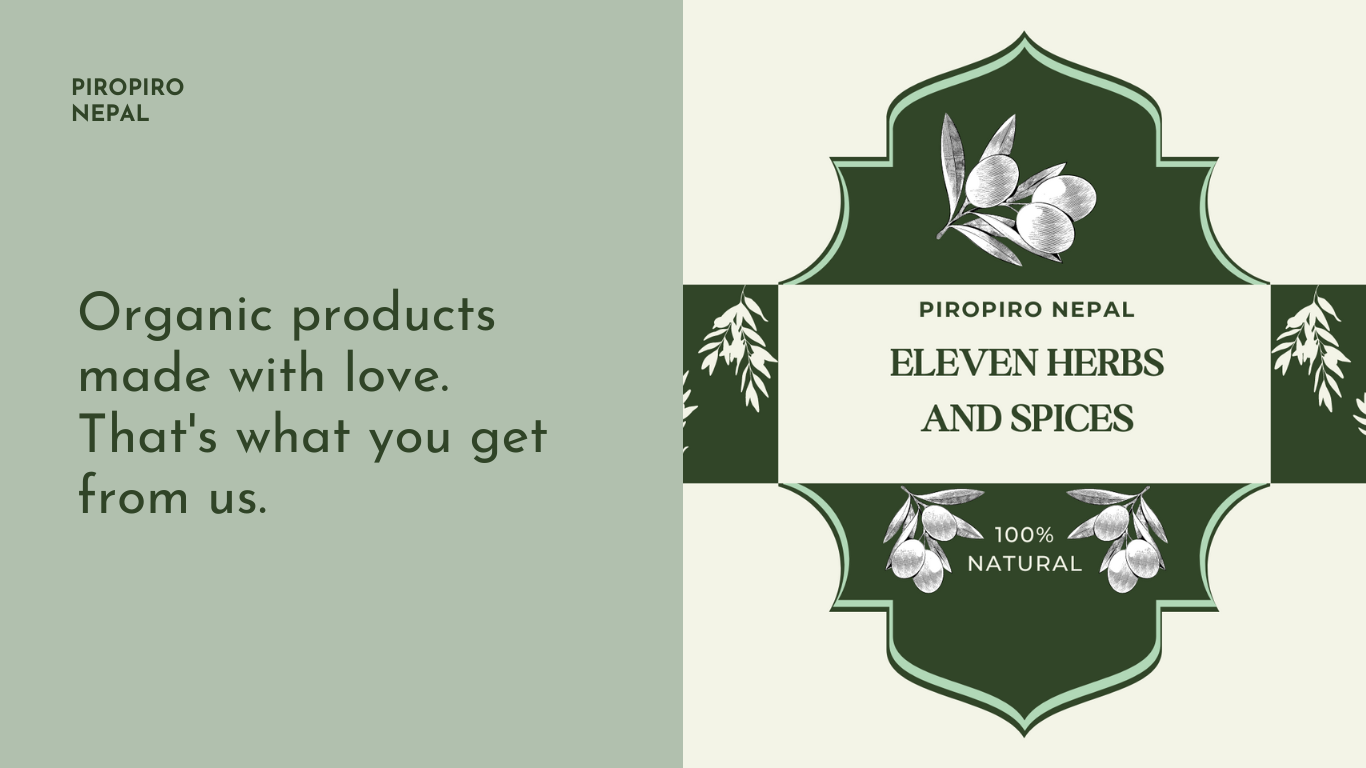 PIROPIRO
NEPAL
Organic products
made with love.
That's what you get
from us.
PIROPIRO NEPAL
ELEVEN HERBS
AND SPICES
100%
NATURAL